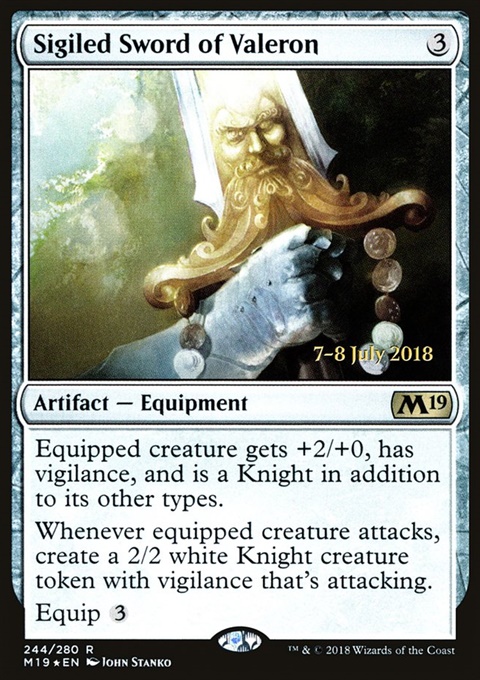 Sigiled Sword of Valeron 3
7–8 July 2018
Artifact — Equipment M19
Equipped creature gets +2/+0, has
vigilance, and is a Knight in addition
to its other types.
Whenever equipped creature attacks,
create a 2/2 white Knight creature
token with vigilance that's attacking.
Equip 3
244/280 R
M19★EN John Stanko
™ & © 2018 Wizards of the Coast